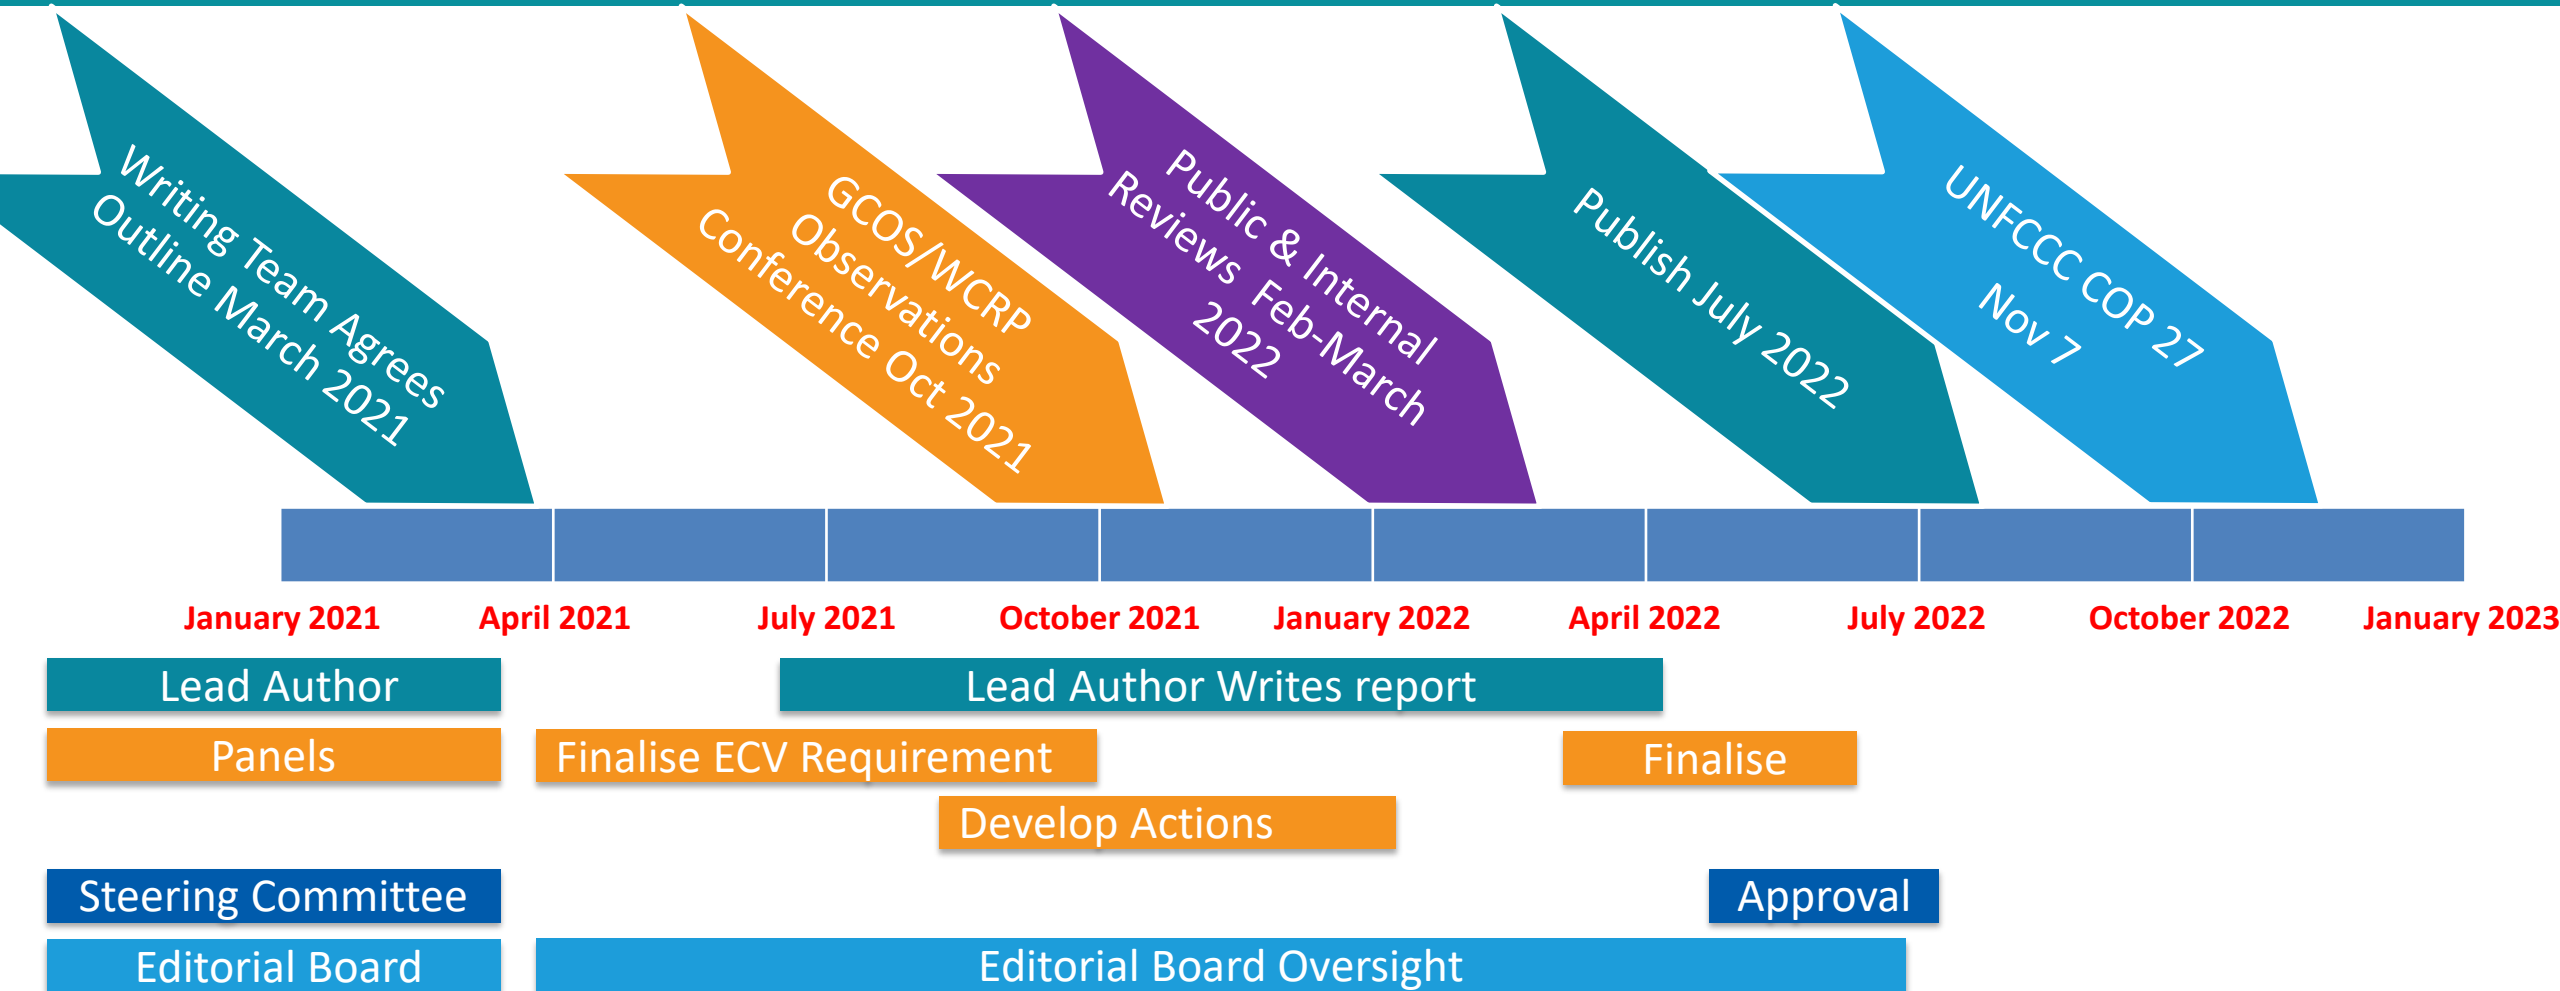 Writing Team Agrees
Outline March 2021
GCOS/WCRP
Observations
Conference Oct 2021
Public & Internal
Reviews Feb-March
2022
Publish July 2022
UNFCCC COP 27
Nov 7
January 2021
April 2021
July 2021
October 2021
January 2022
April 2022
July 2022
October 2022
January 2023
Lead Author
Lead Author Writes report
Panels
Finalise ECV Requirement
Finalise
Develop Actions
Steering Committee
Approval
Editorial Board
Editorial Board Oversight